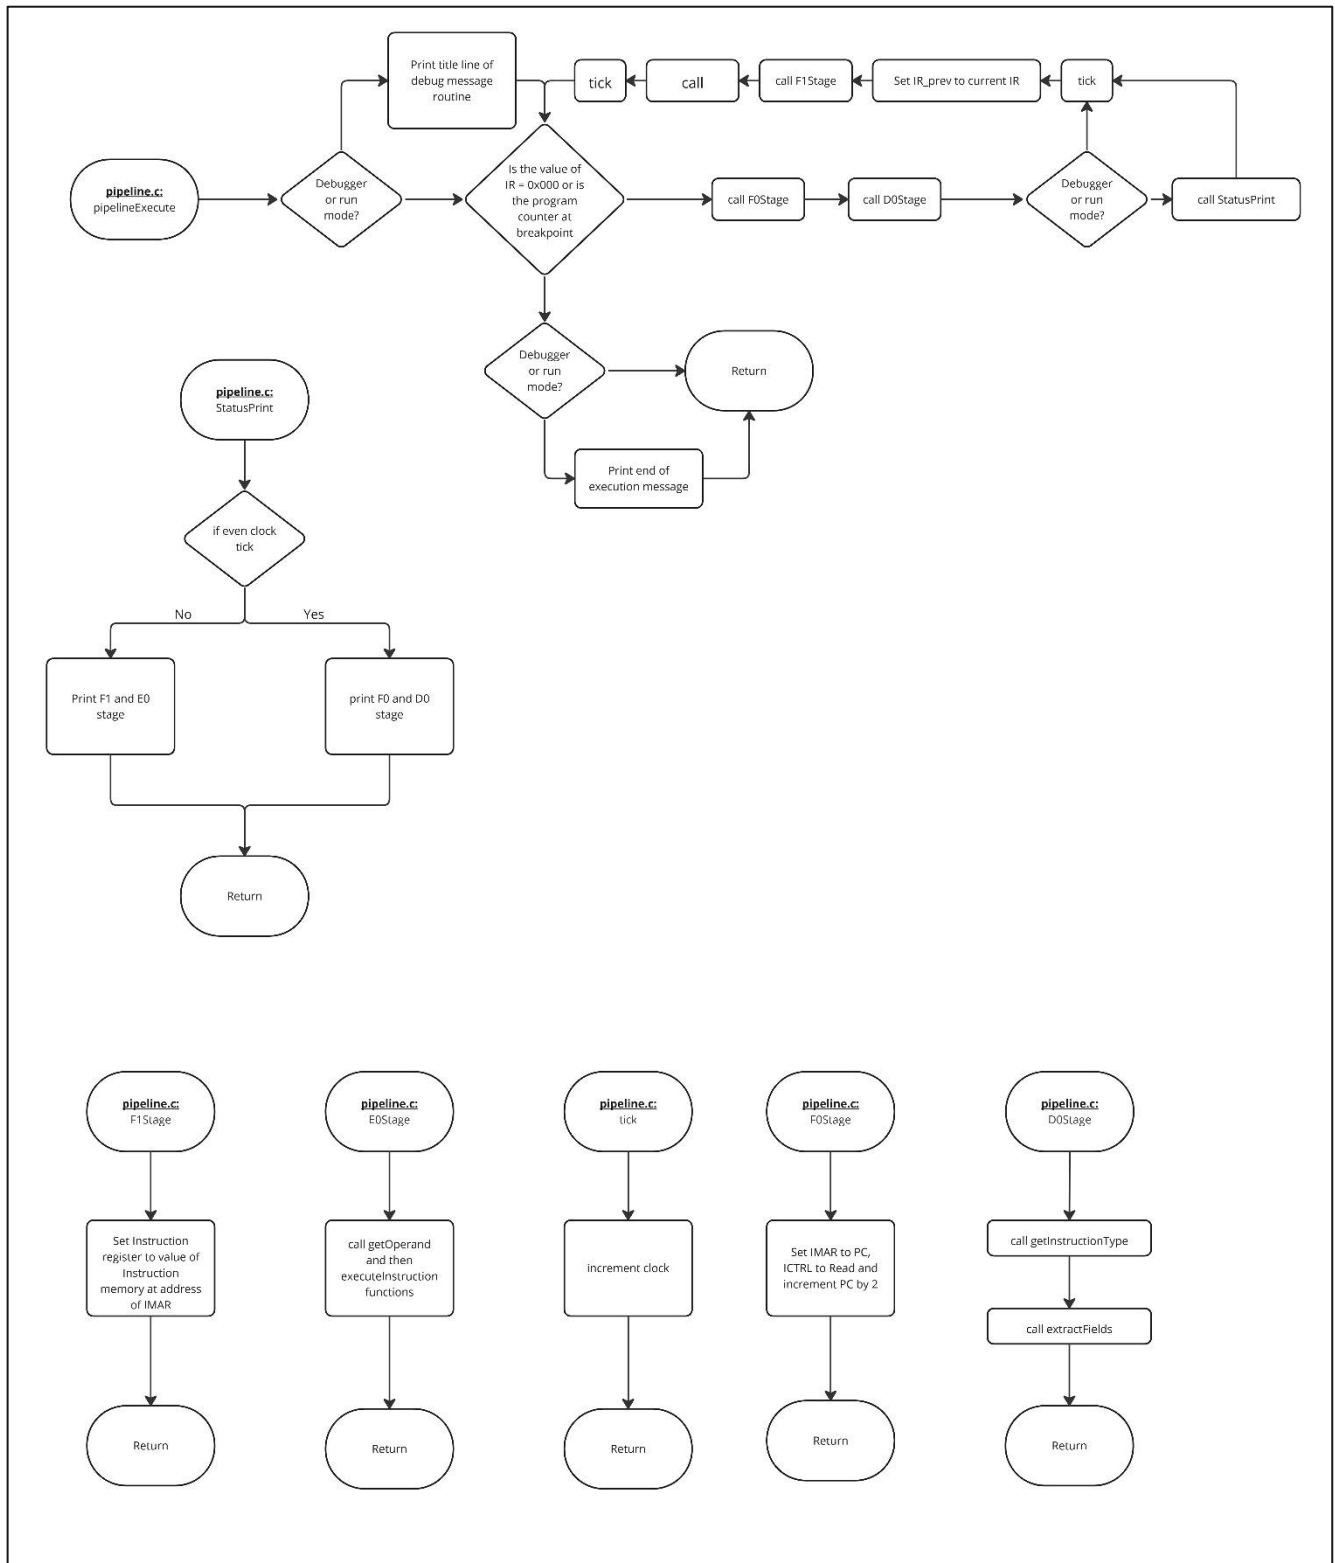 Print title line of
debug message
routine
tick
call
call F1Stage
Set IR_prev to current IR
tick
pipeline.c:
pipelineExecute
Debugger
or run
mode?
Is the value of
IR = 0x000 or is
the program
counter at
breakpoint
call F0Stage
call D0Stage
Debugger
or run
mode?
call StatusPrint
Debugger
or run
mode?
Return
Print end of
execution message
pipeline.c:
StatusPrint
if even clock
tick
No
Yes
Print F1 and E0
stage
print F0 and D0
stage
Return
pipeline.c:
F1Stage
Set Instruction
register to value of
Instruction
memory at address
of IMAR
Return
pipeline.c:
E0Stage
call getOperand
and then
executeInstruction
functions
Return
pipeline.c:
tick
increment clock
Return
pipeline.c:
F0Stage
Set IMAR to PC,
ICTRL to Read and
increment PC by 2
Return
pipeline.c:
D0Stage
call getInstructionType
call extractFields
Return